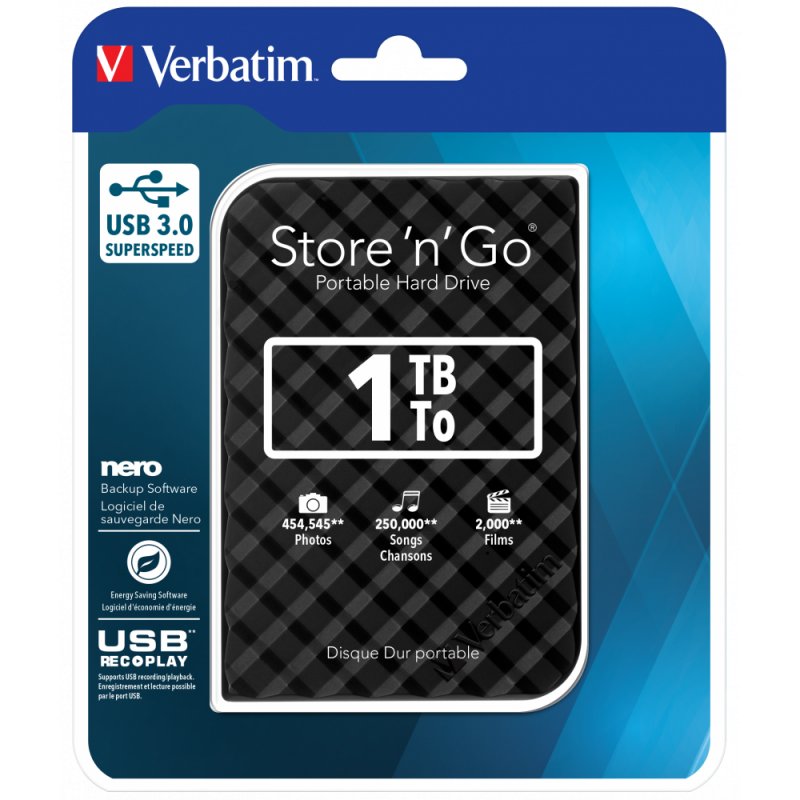 Verbatim™
USB 3.0
SUPERSPEED
Store 'n' Go®
Portable Hard Drive
1 TB
To
454,545**
Photos
250,000**
Songs
Chansons
2,000**
Films
nero
Backup Software
Logiciel de
sauvegarde Nero
Energy Saving Software
Logiciel d'économie d'énergie
USB**
RECOPLAY
Supports USB recording/playback.
Enregistrement et lecture possible
par le port USB.
Verbatim
Disque Dur portable